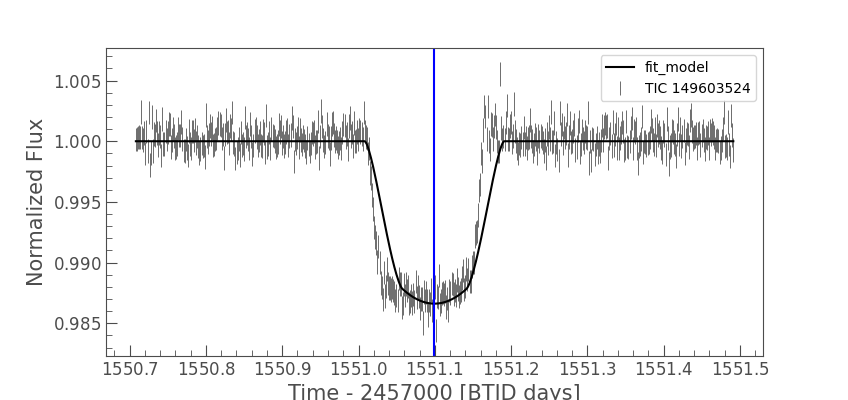 fit_model
TIC 149603524
1.005
1.000
0.995
0.990
0.985
Normalized Flux
1550.7 1550.8 1550.9 1551.0 1551.1 1551.2 1551.3 1551.4 1551.5
Time - 2457000 [BTJD days]